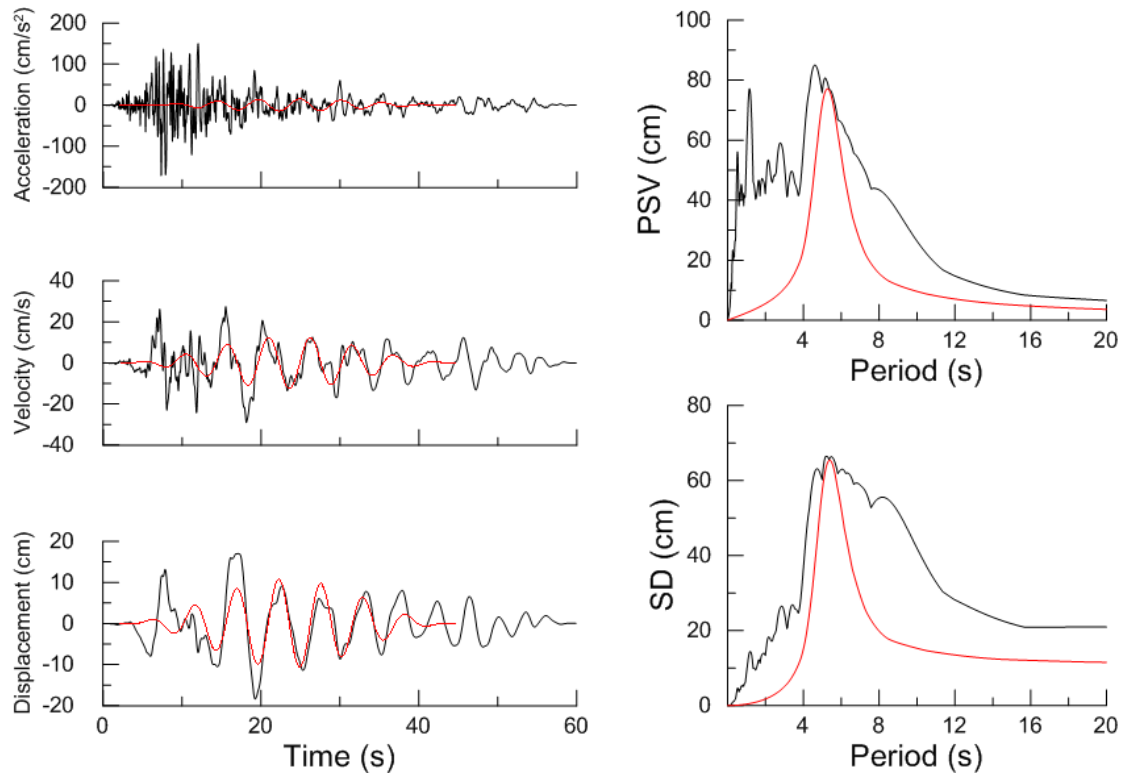 Acceleration (cm/s²)
200
100
0
-100
-200
Velocity (cm/s)
40
20
0
-20
-40
Displacement (cm)
20
10
0
-10
-20
0 20 40 60
Time (s)
PSV (cm)
100
80
60
40
20
0
4 8 12 16 20
Period (s)
SD (cm)
80
60
40
20
0
4 8 12 16 20
Period (s)